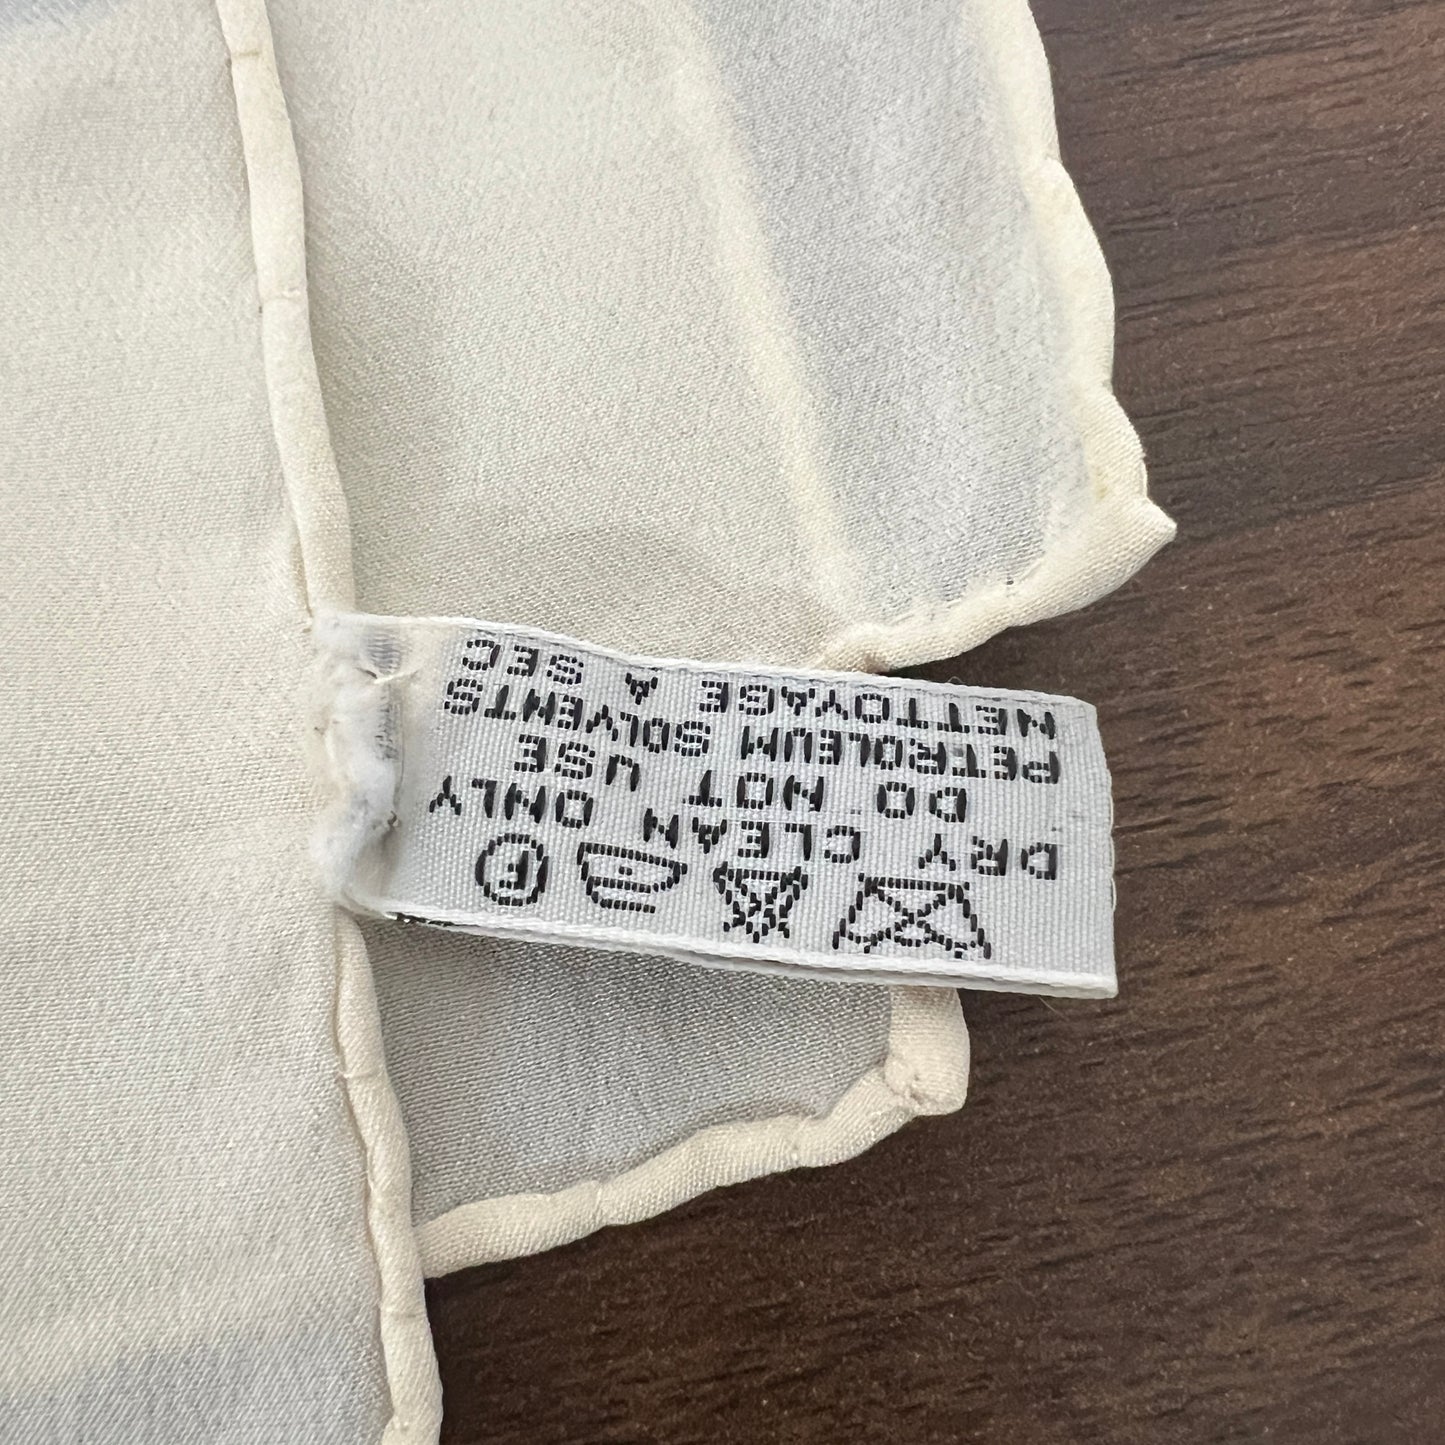 DRY CLEAN ONLY
DO NOT USE
PETROLEUM SOLVENTS
NETTOYAGE A SEC
F